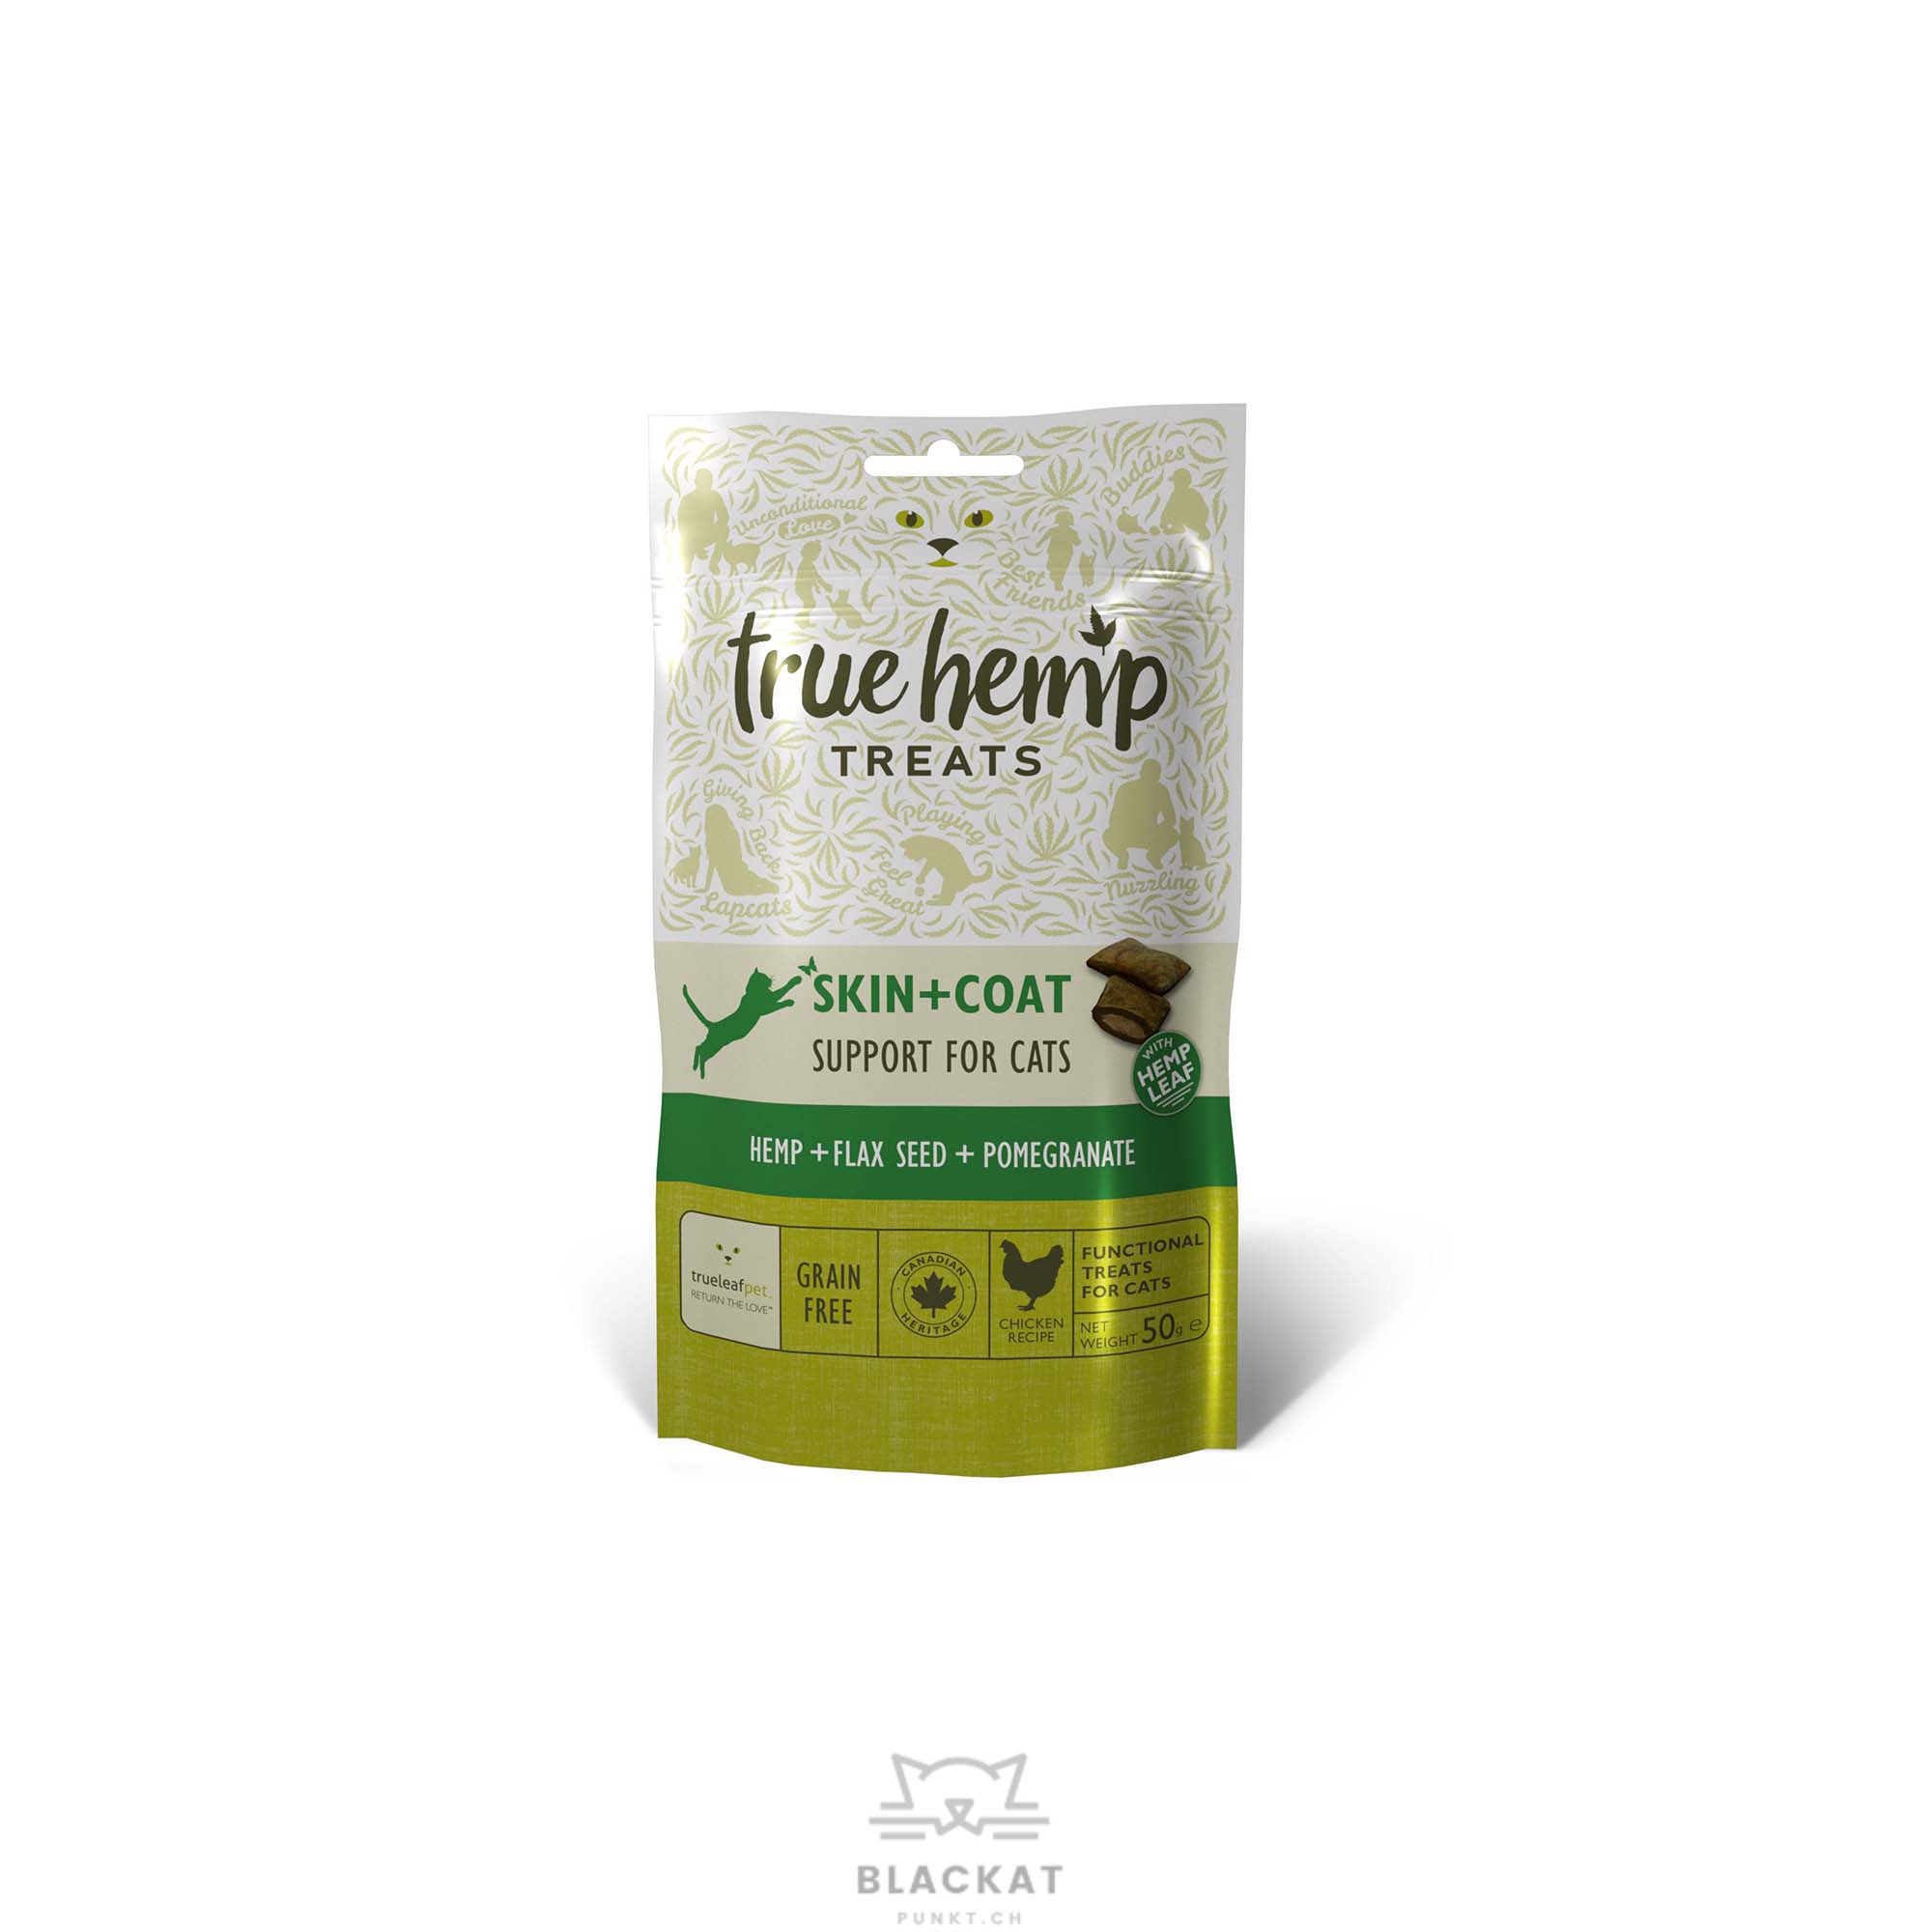 Buddies
Unconditional
Love
Best
Friends
true hemp
TREATS
Giving
Back
Lapcats
Playing
Feel
Great
Nuzzling
SKIN+COAT
SUPPORT FOR CATS
WITH
HEMP
LEAF
HEMP + FLAX SEED + POMEGRANATE
trueleafpet™
RETURN THE LOVE™
GRAIN
FREE
CANADIAN
HERITAGE
CHICKEN
RECIPE
FUNCTIONAL
TREATS
FOR CATS
NET
WEIGHT 50g e
BLACKAT
PUNKT.CH